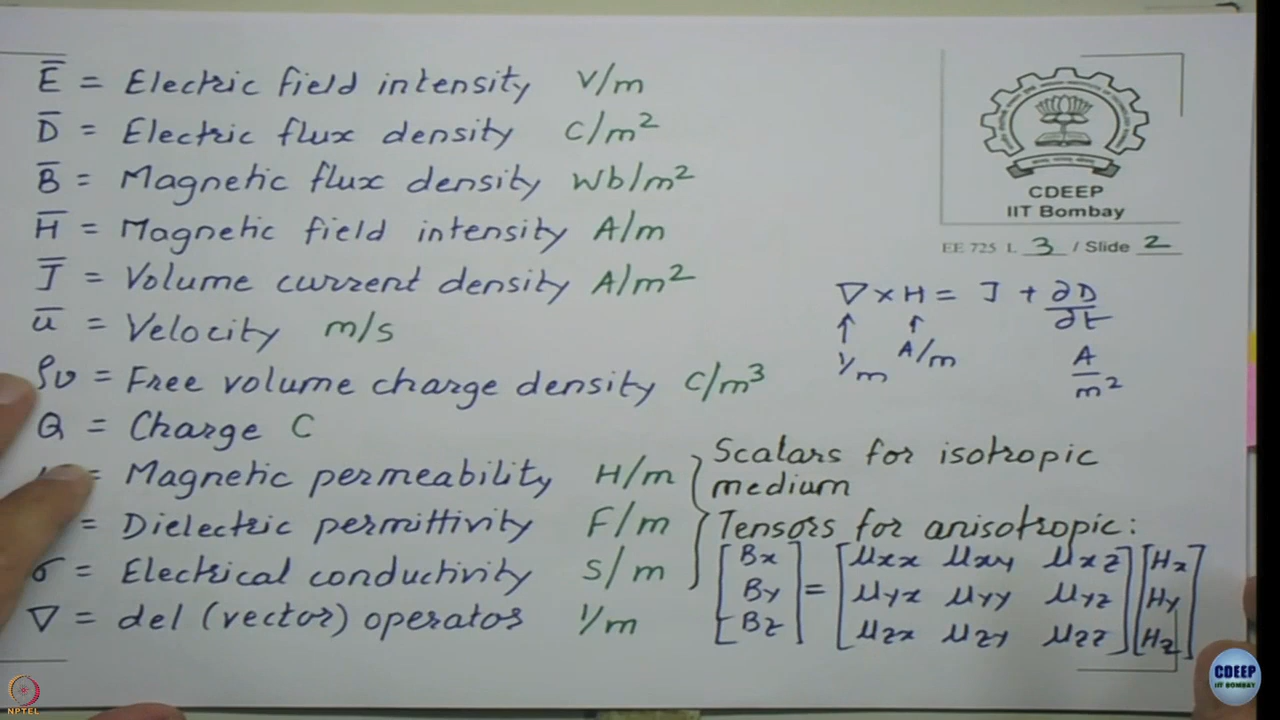 E̅ = Electric field intensity V/m
D̅ = Electric flux density C/m²
B̅ = Magnetic flux density Wb/m²
H̅ = Magnetic field intensity A/m
J̅ = Volume current density A/m²
u̅ = Velocity m/s
ρv = Free volume charge density C/m³
Q = Charge C
= Magnetic permeability H/m
= Dielectric permittivity F/m
σ = Electrical conductivity S/m
∇ = del (vector) operator 1/m
CDEEP
IIT Bombay
EE 725 L 3 / Slide 2
∇ × H = J + ∂D/∂t
1/m A/m A/m²
Scalars for isotropic
medium
Tensors for anisotropic:
[Bx] = [μxx μxy μxz] [Hx]
[By] [μyx μyy μyz] [Hy]
[Bz] [μzx μzy μzz] [Hz]
CDEEP
IIT BOMBAY
NPTEL